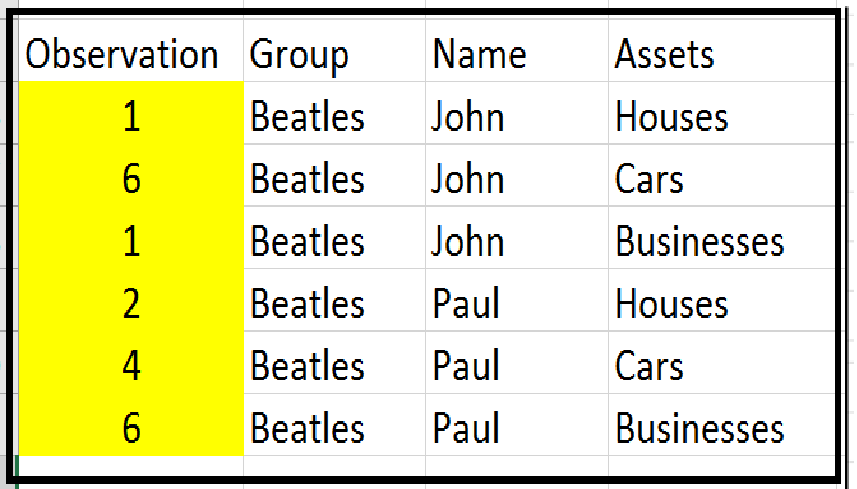 Observation Group Name Assets
1 Beatles John Houses
6 Beatles John Cars
1 Beatles John Businesses
2 Beatles Paul Houses
4 Beatles Paul Cars
6 Beatles Paul Businesses